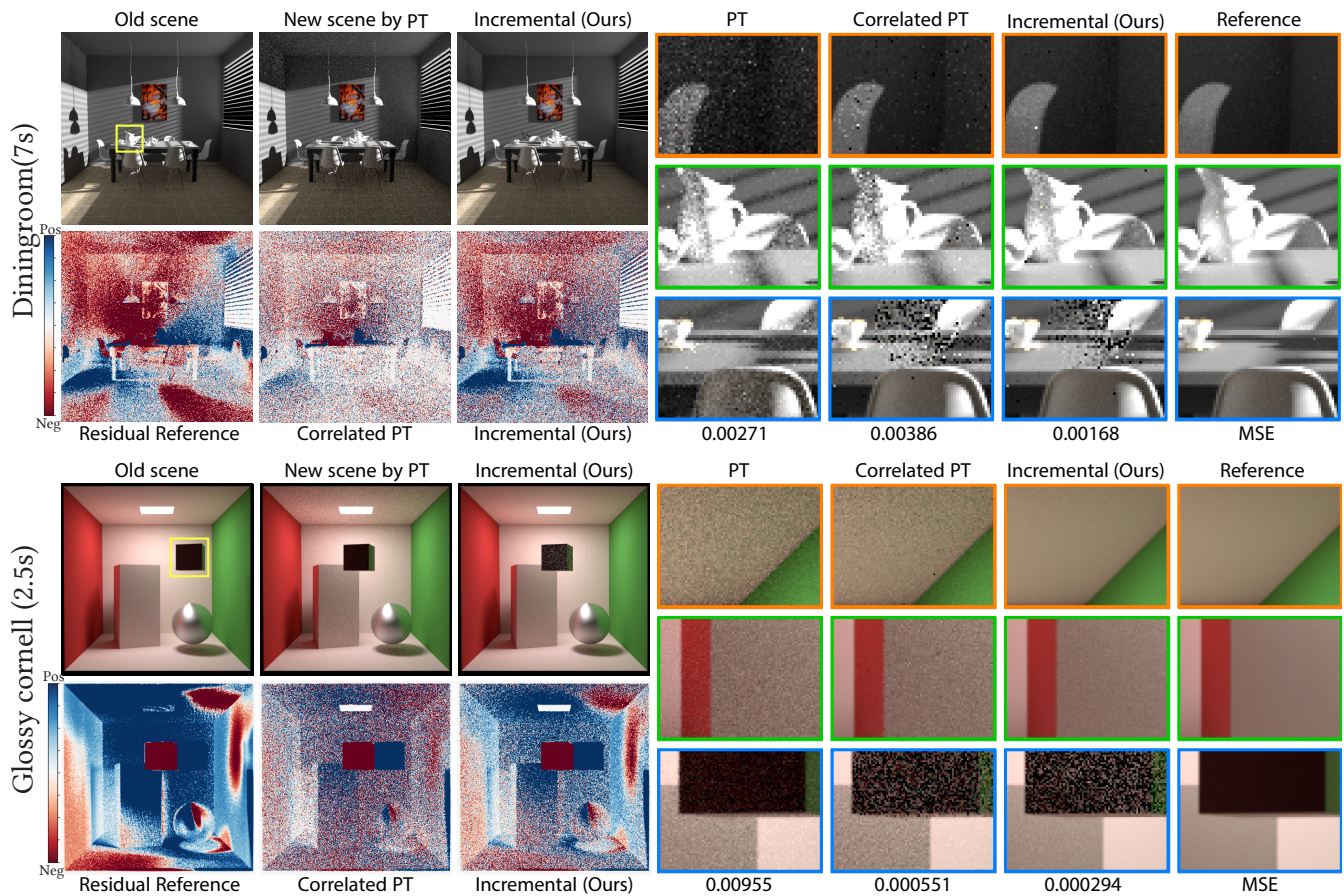 Old scene
New scene by PT
Incremental (Ours)
PT
Correlated PT
Incremental (Ours)
Reference
Diningroom(7s)
Pos
Neg
Residual Reference
Correlated PT
Incremental (Ours)
0.00271
0.00386
0.00168
MSE
Old scene
New scene by PT
Incremental (Ours)
PT
Correlated PT
Incremental (Ours)
Reference
Glossy cornell (2.5s)
Pos
Neg
Residual Reference
Correlated PT
Incremental (Ours)
0.00955
0.000551
0.000294
MSE